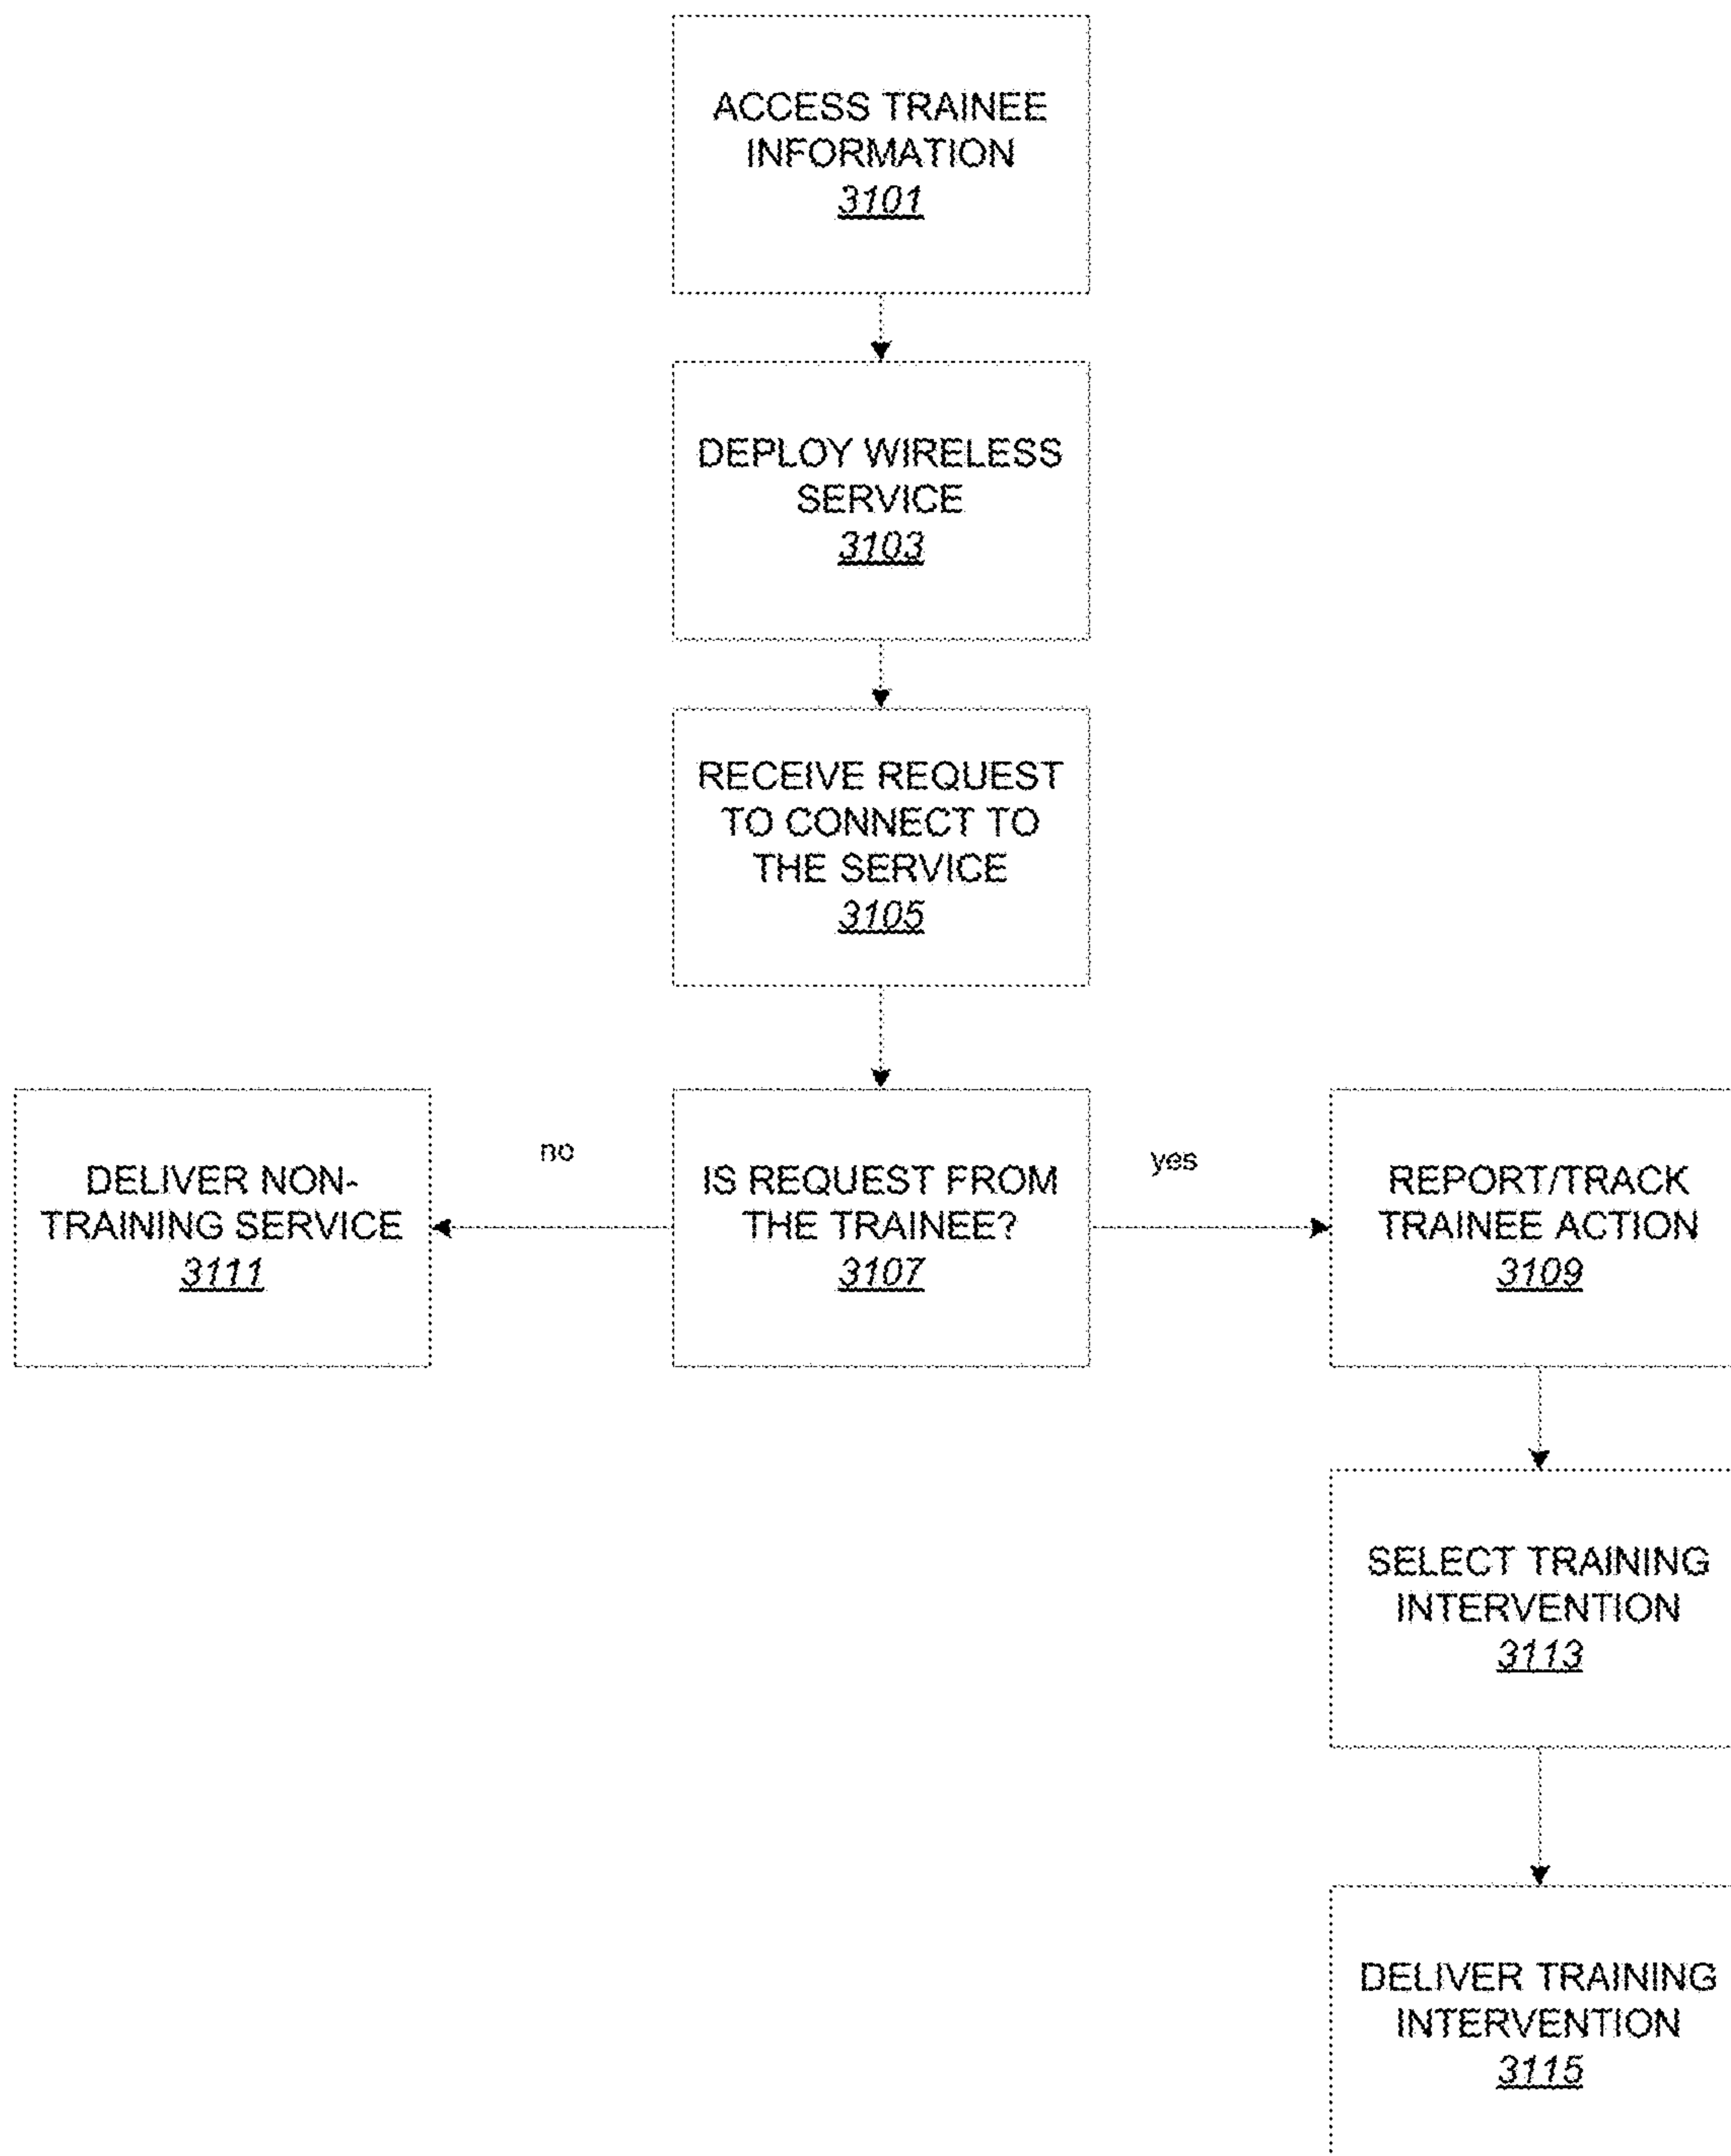 ACCESS TRAINEE
INFORMATION
3101
DEPLOY WIRELESS
SERVICE
3103
RECEIVE REQUEST
TO CONNECT TO
THE SERVICE
3105
DELIVER NON-
TRAINING SERVICE
3111
no
IS REQUEST FROM
THE TRAINEE?
3107
yes
REPORT/TRACK
TRAINEE ACTION
3109
SELECT TRAINING
INTERVENTION
3113
DELIVER TRAINING
INTERVENTION
3115